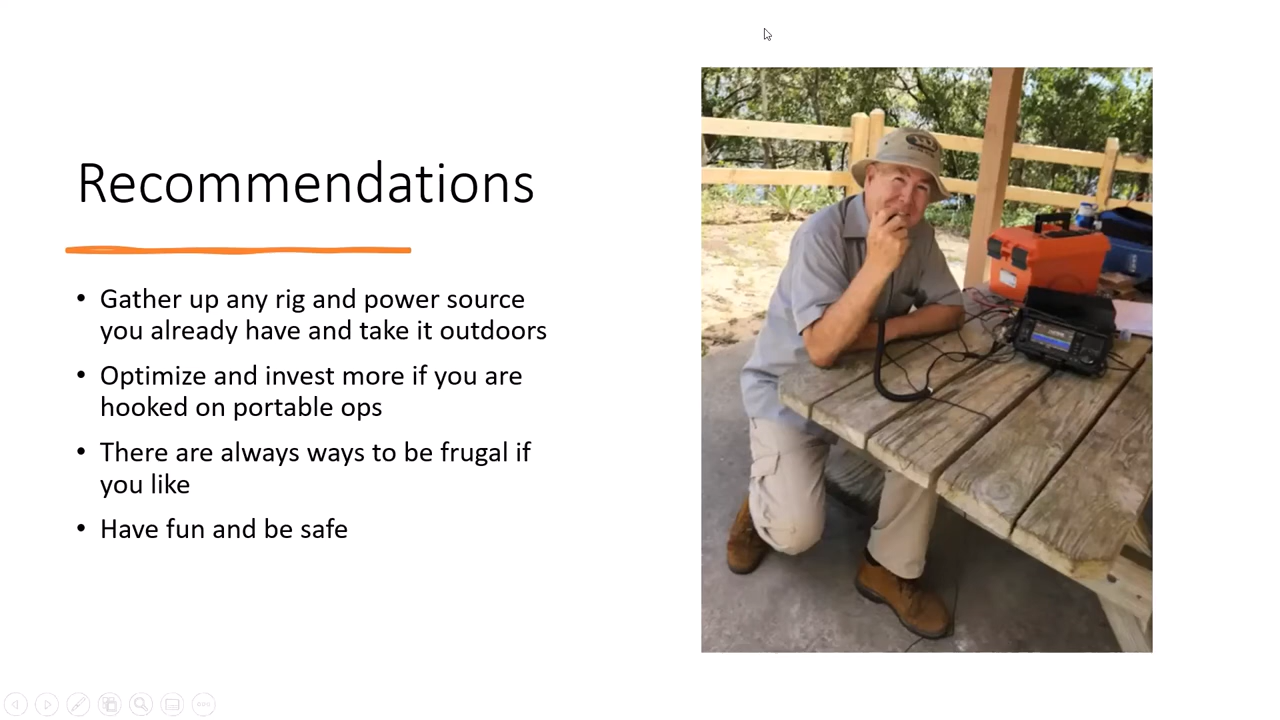 Recommendations
• Gather up any rig and power source
you already have and take it outdoors
• Optimize and invest more if you are
hooked on portable ops
• There are always ways to be frugal if
you like
• Have fun and be safe